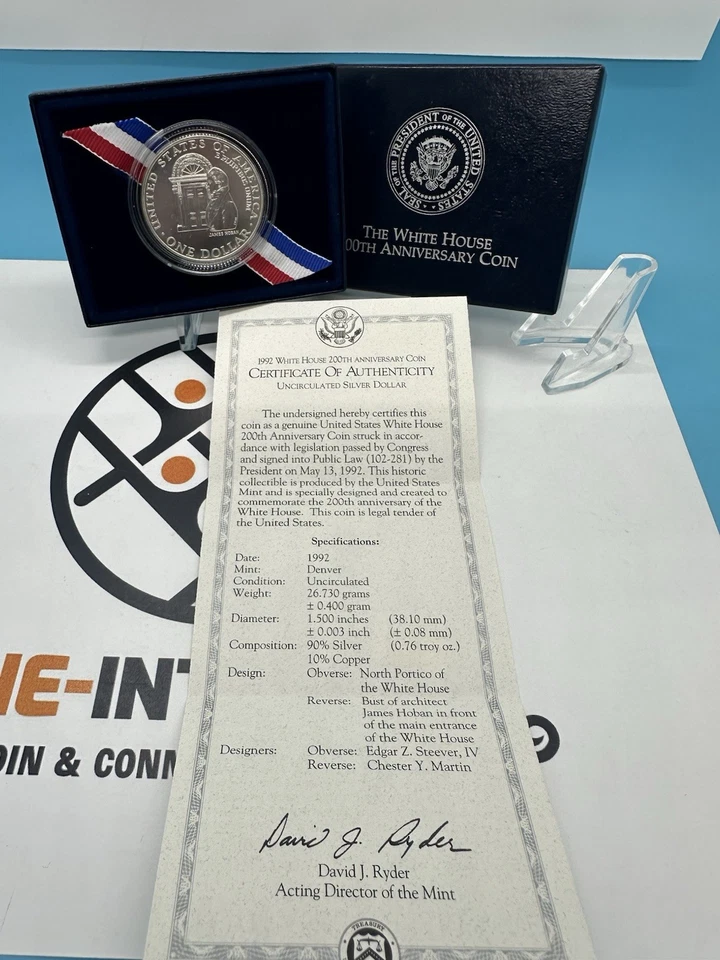 UNITED STATES OF AMERICA
E PLURIBUS UNUM
JAMES HOBAN
ONE DOLLAR
SEAL OF THE PRESIDENT OF THE UNITED STATES
THE WHITE HOUSE
00TH ANNIVERSARY COIN
1992 WHITE HOUSE 200TH ANNIVERSARY COIN
CERTIFICATE OF AUTHENTICITY
UNCIRCULATED SILVER DOLLAR
The undersigned hereby certifies this
coin as a genuine United States White House
200th Anniversary Coin struck in accor-
dance with legislation passed by Congress
and signed into Public Law (102-281) by the
President on May 13, 1992. This historic
collectible is produced by the United States
Mint and is specially designed and created to
commemorate the 200th anniversary of the
White House. This coin is legal tender of
the United States.
Specifications:
Date: 1992
Mint: Denver
Condition: Uncirculated
Weight: 26.730 grams
± 0.400 gram
Diameter: 1.500 inches (38.10 mm)
± 0.003 inch (± 0.08 mm)
Composition: 90% Silver (0.76 troy oz.)
10% Copper
Design: Obverse: North Portico of
the White House
Reverse: Bust of architect
James Hoban in front
of the main entrance
of the White House
Designers: Obverse: Edgar Z. Steever, IV
Reverse: Chester Y. Martin
David J. Ryder
David J. Ryder
Acting Director of the Mint
TREASURY
NE-INT
OIN & CONN